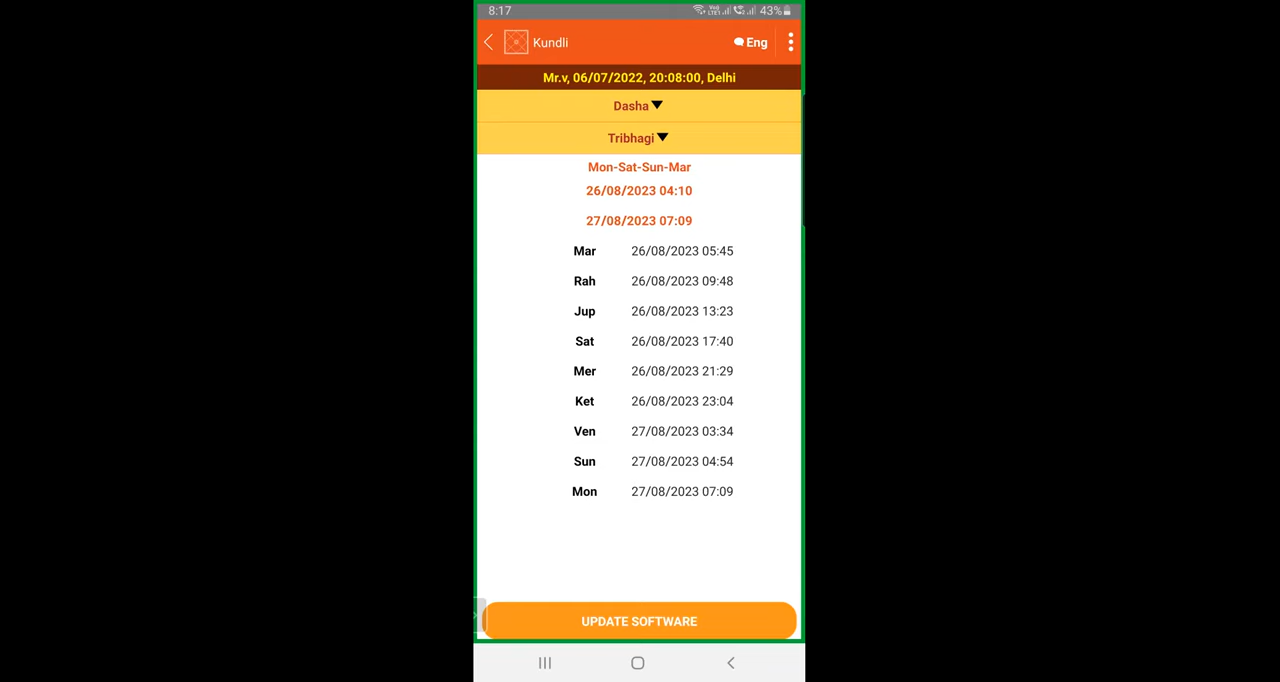 8:17 43%
Kundli Eng
Mr.v, 06/07/2022, 20:08:00, Delhi
Dasha
Tribhagi
Mon-Sat-Sun-Mar
26/08/2023 04:10
27/08/2023 07:09
Mar 26/08/2023 05:45
Rah 26/08/2023 09:48
Jup 26/08/2023 13:23
Sat 26/08/2023 17:40
Mer 26/08/2023 21:29
Ket 26/08/2023 23:04
Ven 27/08/2023 03:34
Sun 27/08/2023 04:54
Mon 27/08/2023 07:09
UPDATE SOFTWARE